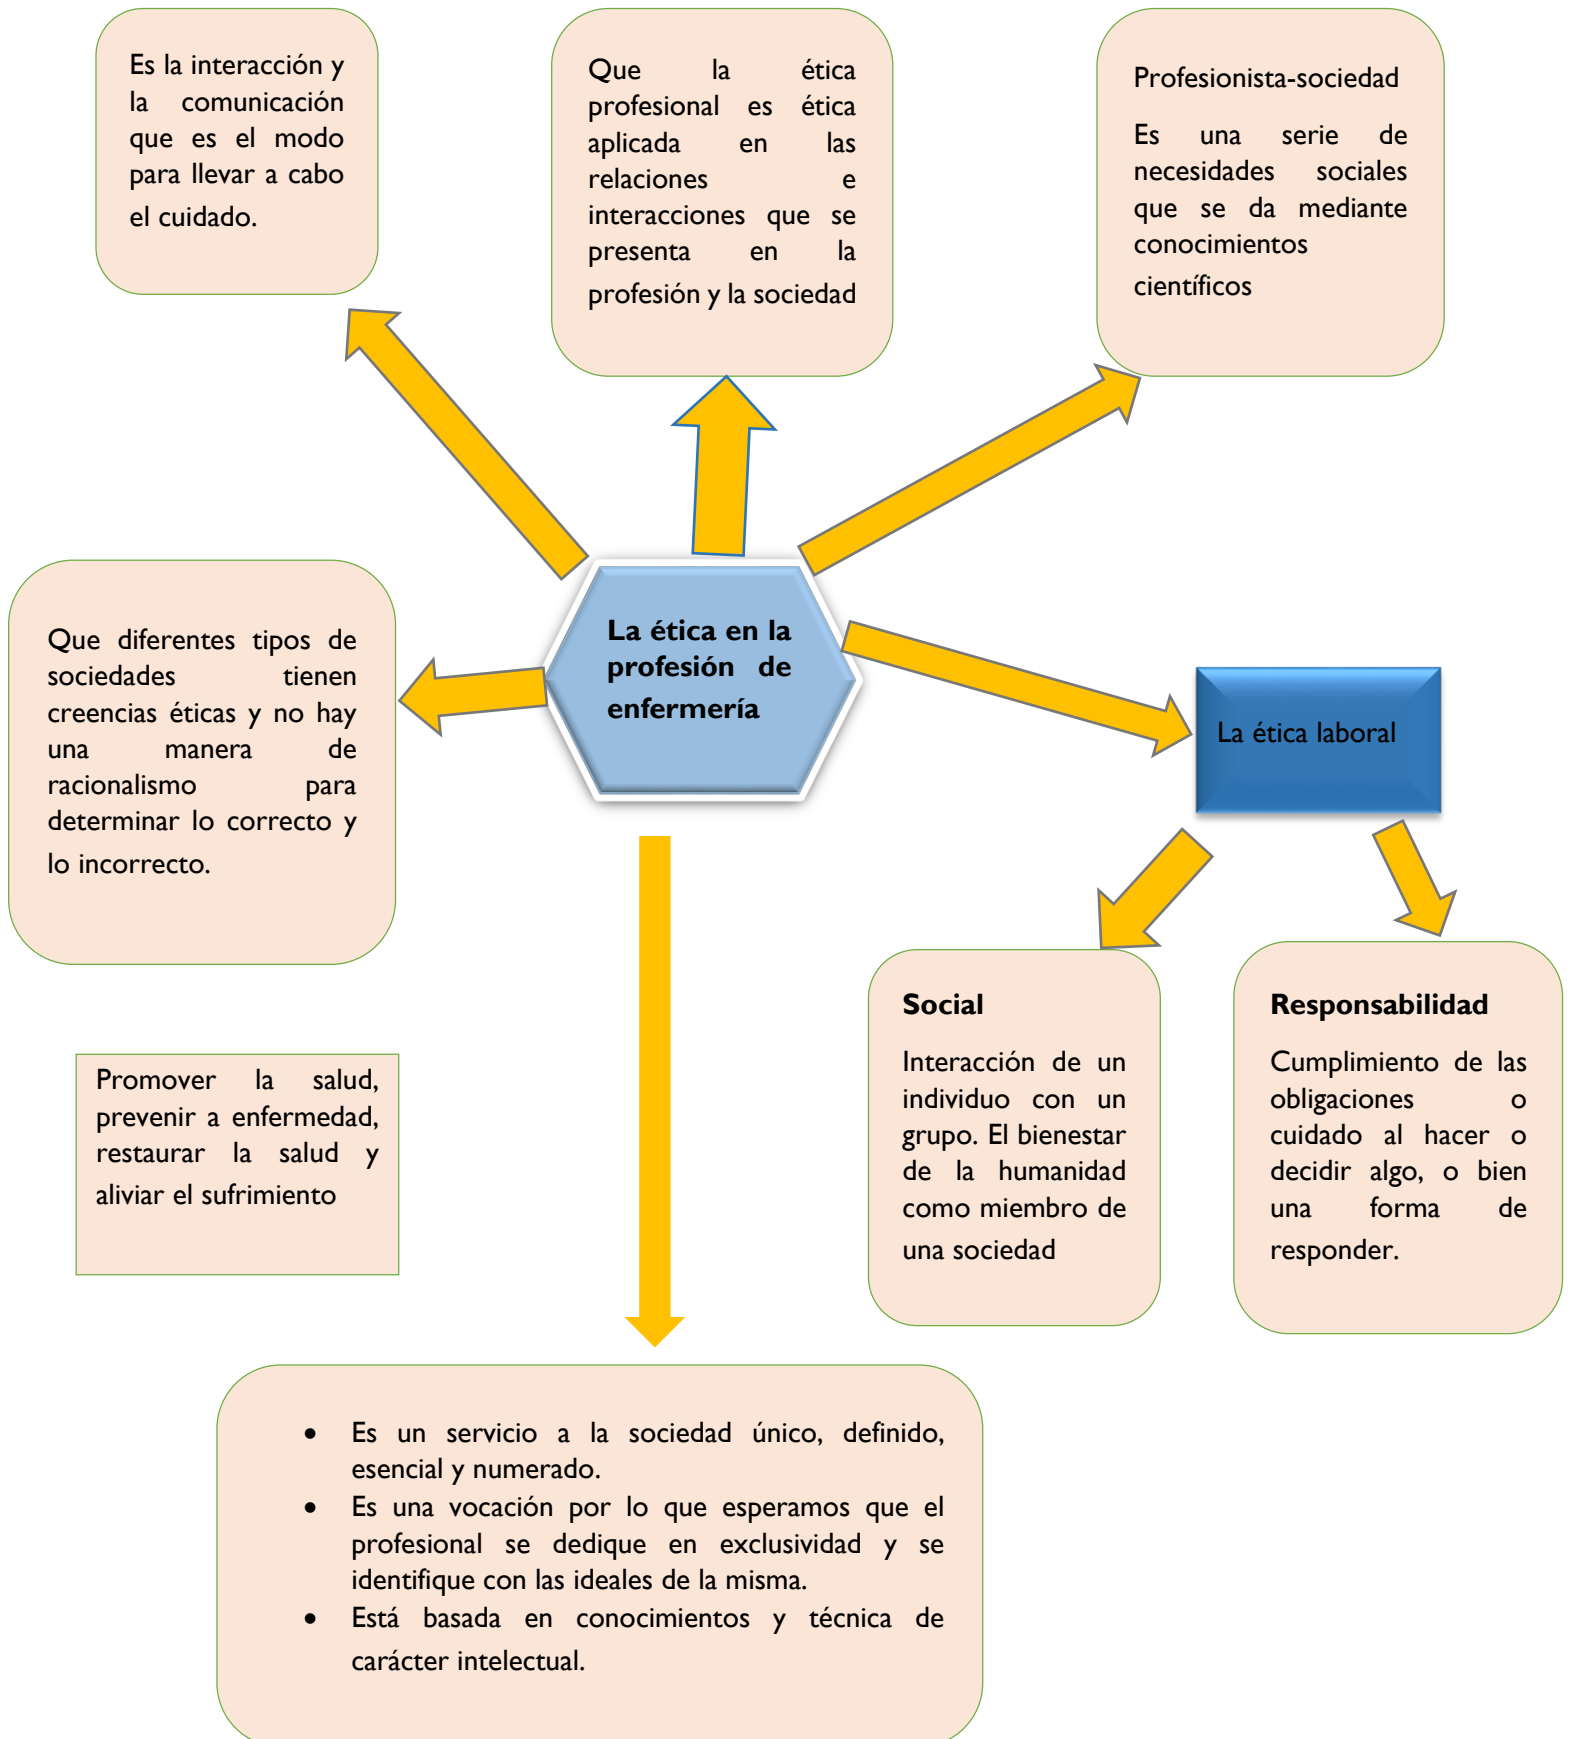 Es la interacción y
la comunicación
que es el modo
para llevar a cabo
el cuidado.
Que la ética
profesional es ética
aplicada en las
relaciones e
interacciones que se
presenta en la
profesión y la sociedad
Profesionista-sociedad
Es una serie de
necesidades sociales
que se da mediante
conocimientos
científicos
La ética en la
profesión de
enfermería
Que diferentes tipos de
sociedades tienen
creencias éticas y no hay
una manera de
racionalismo para
determinar lo correcto y
lo incorrecto.
La ética laboral
Social
Interacción de un
individuo con un
grupo. El bienestar
de la humanidad
como miembro de
una sociedad
Responsabilidad
Cumplimiento de las
obligaciones o
cuidado al hacer o
decidir algo, o bien
una forma de
responder.
Promover la salud,
prevenir a enfermedad,
restaurar la salud y
aliviar el sufrimiento
• Es un servicio a la sociedad único, definido,
esencial y numerado.
• Es una vocación por lo que esperamos que el
profesional se dedique en exclusividad y se
identifique con las ideales de la misma.
• Está basada en conocimientos y técnica de
carácter intelectual.